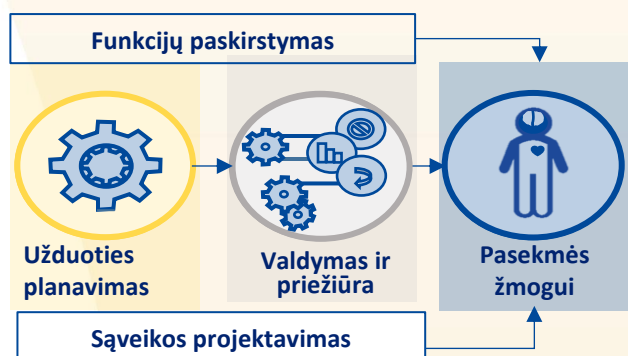 Funkcijų paskirstymas
Užduoties
planavimas
Valdymas ir
priežiūra
Pasekmės
žmogui
Sąveikos projektavimas